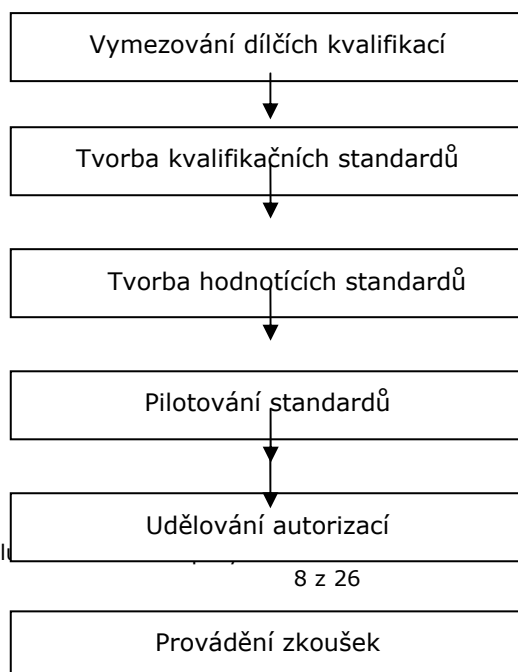 Vymezování dílčích kvalifikací
Tvorba kvalifikačních standardů
Tvorba hodnotících standardů
Pilotování standardů
Udělování autorizací
8 z 26
Provádění zkoušek